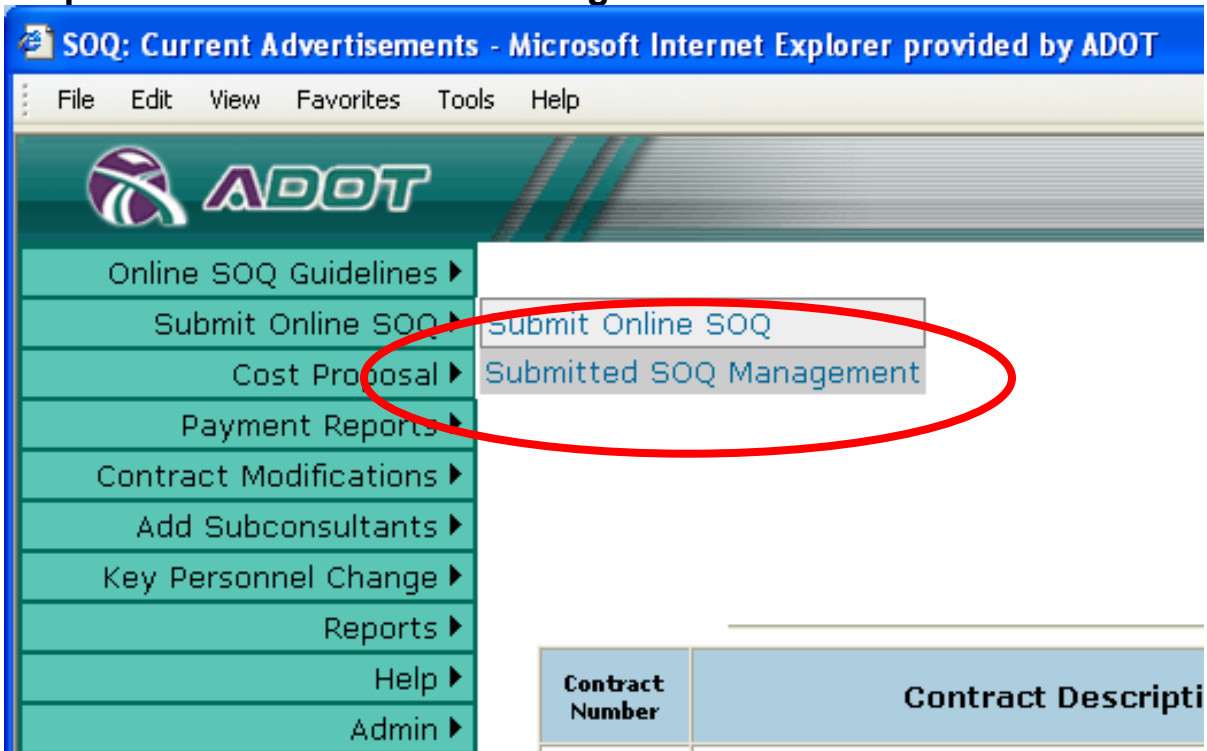 SOQ: Current Advertisements - Microsoft Internet Explorer provided by ADOT
File Edit View Favorites Tools Help
ADOT
Online SOQ Guidelines
Submit Online SOQ
Submit Online SOQ
Cost Proposal
Submitted SOQ Management
Payment Reports
Contract Modifications
Add Subconsultants
Key Personnel Change
Reports
Help
Contract Number
Contract Descripti
Admin